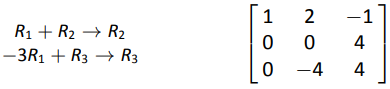 R₁ + R₂ → R₂
−3R₁ + R₃ → R₃
1 2 −1
0 0 4
0 −4 4